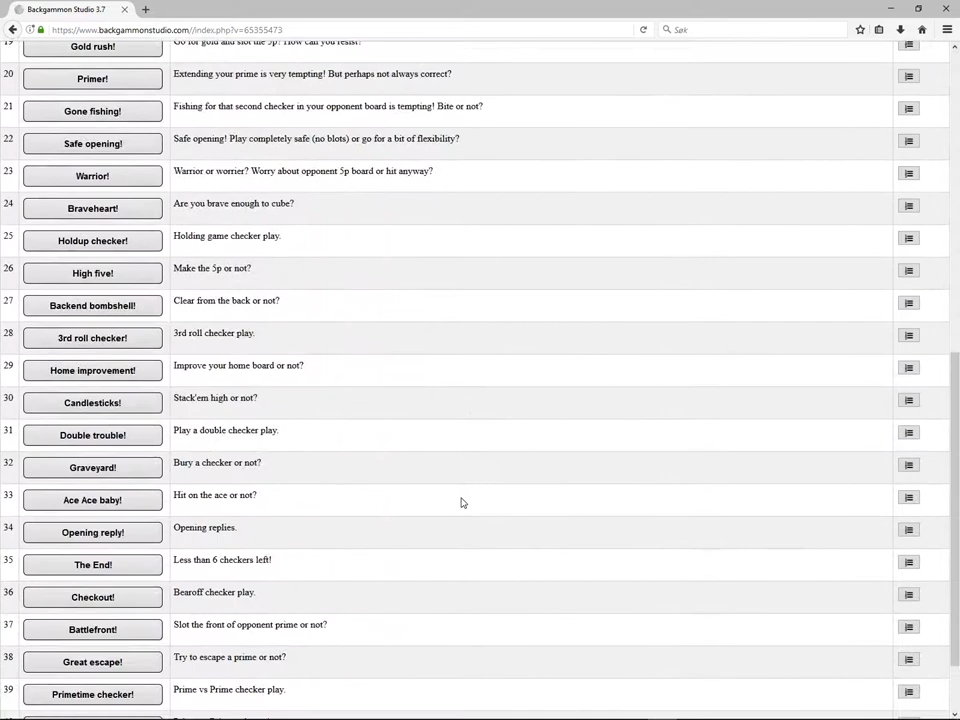 Backgammon Studio 3.7
https://www.backgammonstudio.com//index.php?v=65355473
Søk
19 Gold rush! Go for gold and slot the 5p! How can you resist?
20 Primer! Extending your prime is very tempting! But perhaps not always correct?
21 Gone fishing! Fishing for that second checker in your opponent board is tempting! Bite or not?
22 Safe opening! Safe opening! Play completely safe (no blots) or go for a bit of flexibility?
23 Warrior! Warrior or worrier? Worry about opponent 5p board or hit anyway?
24 Braveheart! Are you brave enough to cube?
25 Holdup checker! Holding game checker play.
26 High five! Make the 5p or not?
27 Backend bombshell! Clear from the back or not?
28 3rd roll checker! 3rd roll checker play.
29 Home improvement! Improve your home board or not?
30 Candlesticks! Stack'em high or not?
31 Double trouble! Play a double checker play.
32 Graveyard! Bury a checker or not?
33 Ace Ace baby! Hit on the ace or not?
34 Opening reply! Opening replies.
35 The End! Less than 6 checkers left!
36 Checkout! Bearoff checker play.
37 Battlefront! Slot the front of opponent prime or not?
38 Great escape! Try to escape a prime or not?
39 Primetime checker! Prime vs Prime checker play.